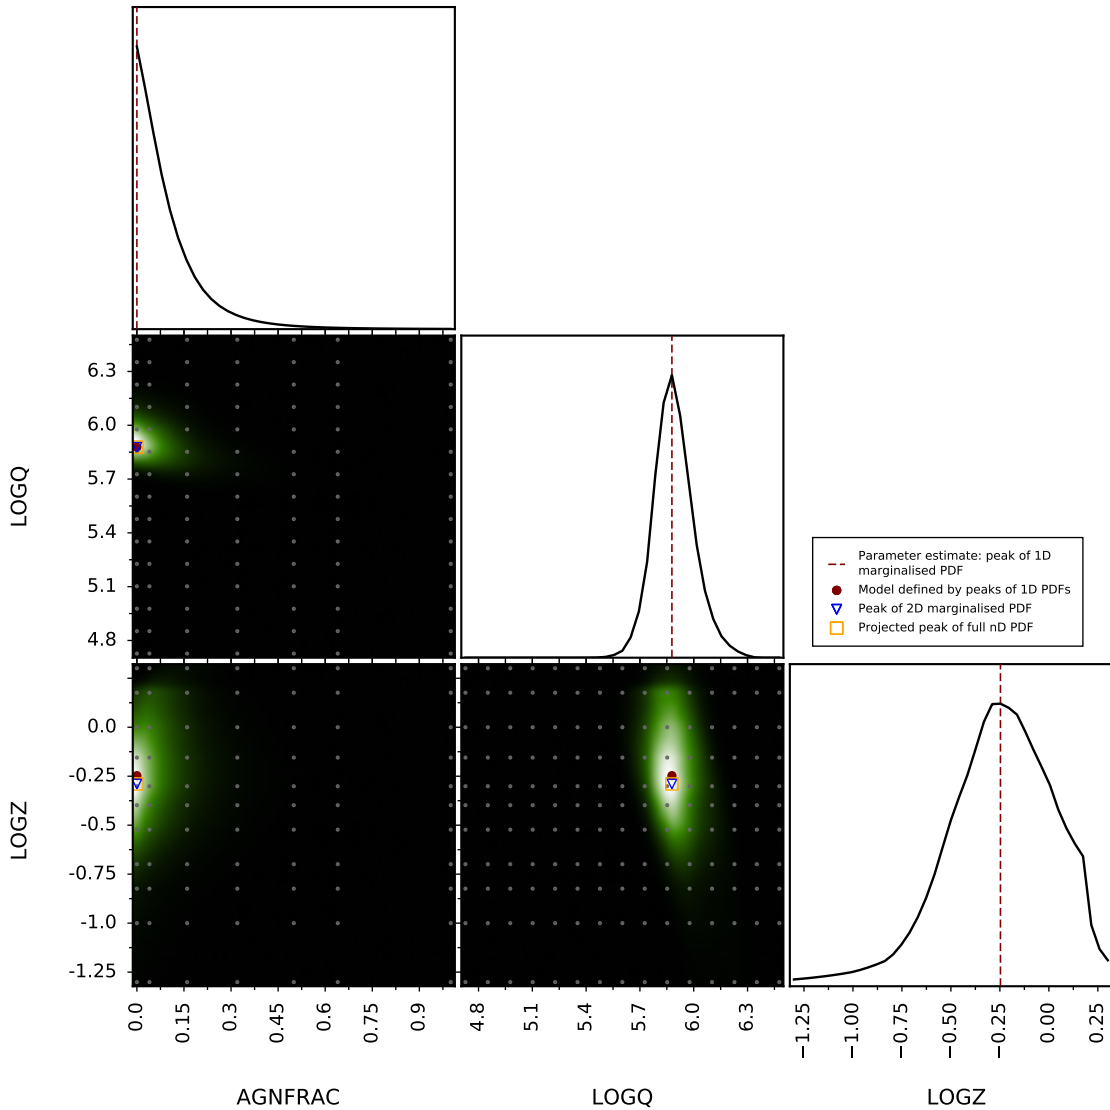 6.3
6.0
5.7
5.4
5.1
4.8
LOGQ
Parameter estimate: peak of 1D
marginalised PDF
Model defined by peaks of 1D PDFs
Peak of 2D marginalised PDF
Projected peak of full nD PDF
0.0
-0.25
-0.5
-0.75
-1.0
-1.25
LOGZ
0.0 0.15 0.3 0.45 0.6 0.75 0.9
4.8 5.1 5.4 5.7 6.0 6.3
−1.25 −1.00 −0.75 −0.50 −0.25 0.00 0.25
AGNFRAC LOGQ LOGZ